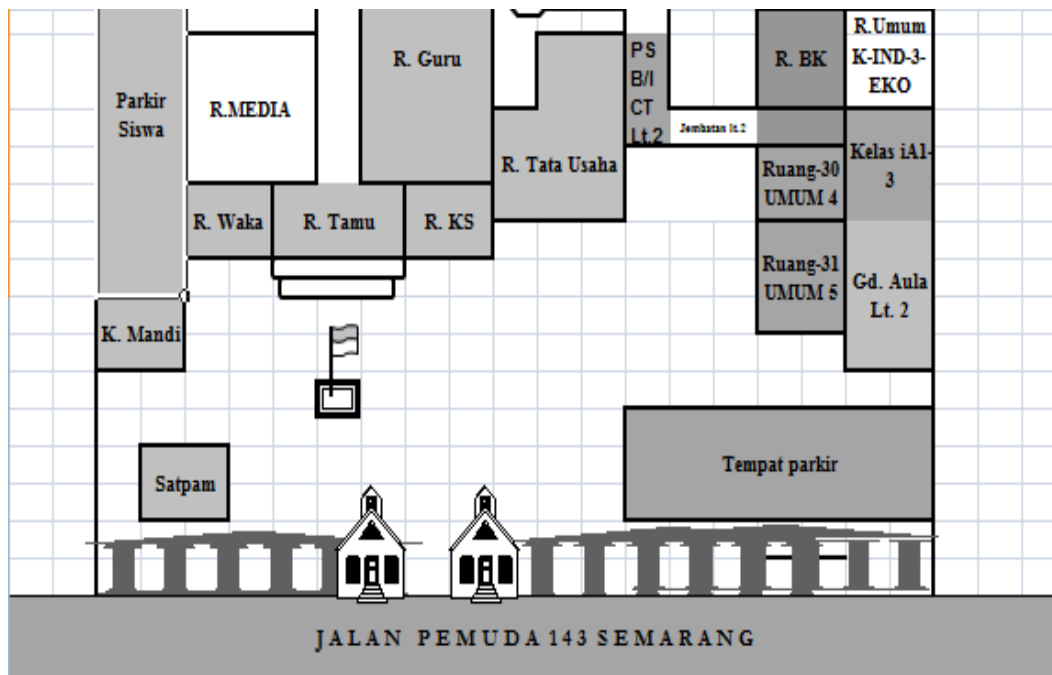 R. Guru
PS
B/I
CT
Lt.2
R. BK
R.Umum
K-IND-3-
EKO
Parkir
Siswa
R.MEDIA
Jembatan lt.2
R. Tata Usaha
Ruang-30
UMUM 4
Kelas iA1-
3
R. Waka
R. Tamu
R. KS
Ruang-31
UMUM 5
Gd. Aula
Lt. 2
K. Mandi
Satpam
Tempat parkir
JALAN PEMUDA 143 SEMARANG